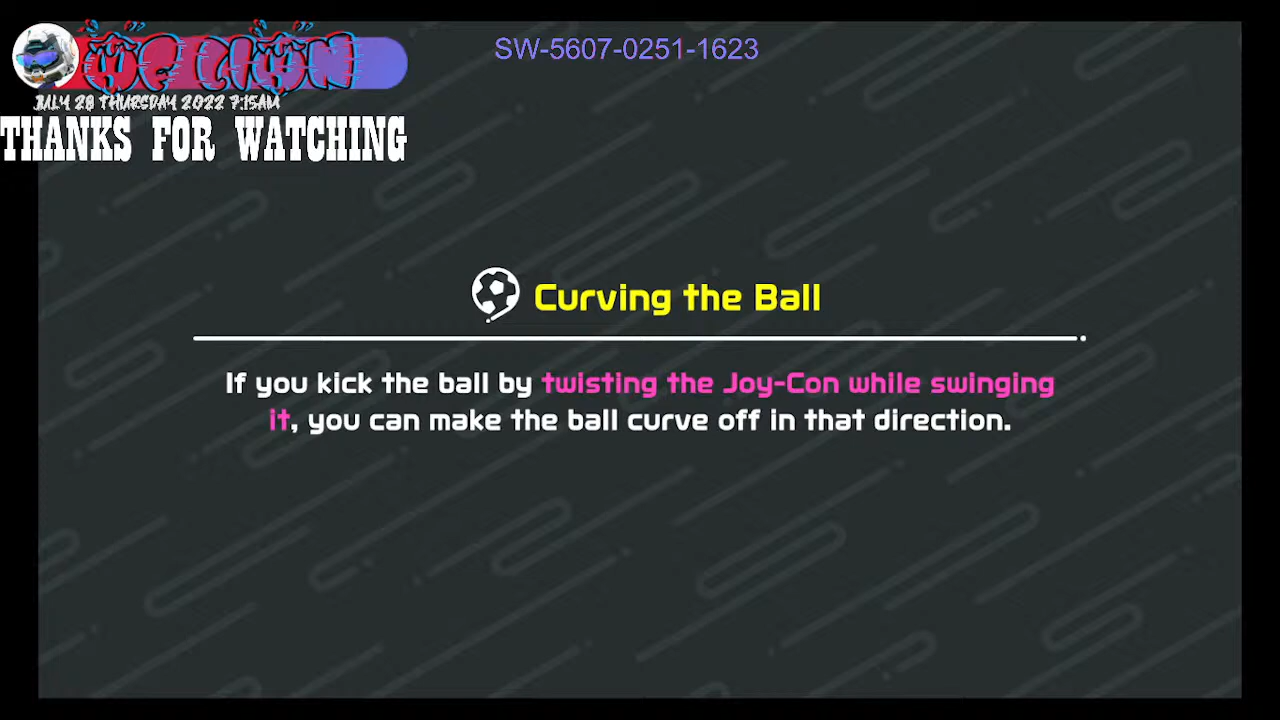 SW-5607-0251-1623
JULY 28 THURSDAY 2022 7:15AM
THANKS FOR WATCHING
Curving the Ball
If you kick the ball by twisting the Joy-Con while swinging
it, you can make the ball curve off in that direction.